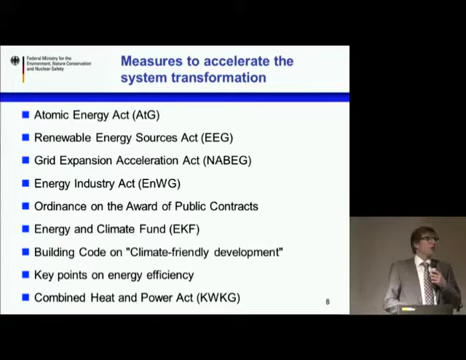 Federal Ministry for the
Environment, Nature Conservation
and Nuclear Safety
Measures to accelerate the
system transformation
Atomic Energy Act (AtG)
Renewable Energy Sources Act (EEG)
Grid Expansion Acceleration Act (NABEG)
Energy Industry Act (EnWG)
Ordinance on the Award of Public Contracts
Energy and Climate Fund (EKF)
Building Code on "Climate-friendly development"
Key points on energy efficiency
Combined Heat and Power Act (KWKG)
8